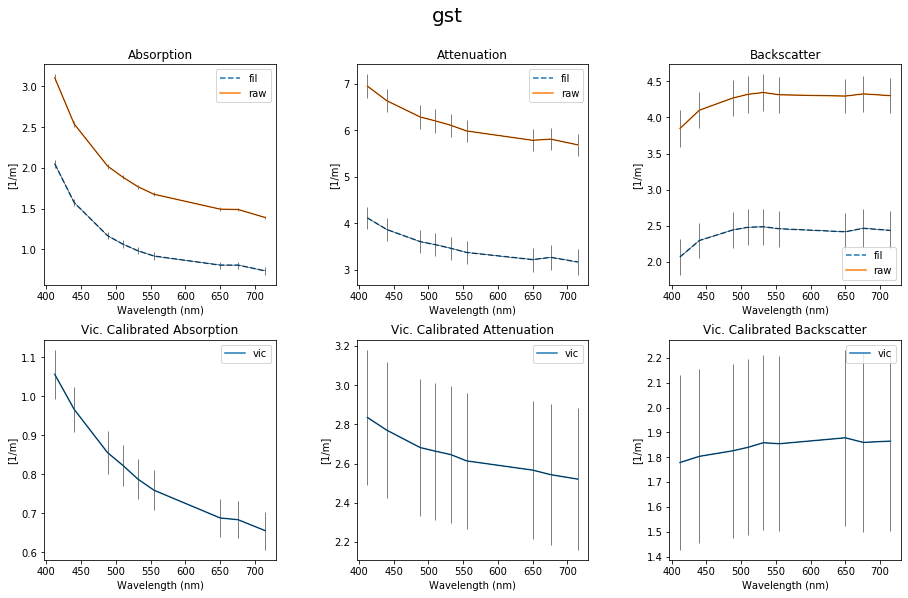 gst
Absorption
Attenuation
Backscatter
fil
raw
fil
raw
fil
raw
[1/m]
3.0
2.5
2.0
1.5
1.0
[1/m]
7
6
5
4
3
[1/m]
4.5
4.0
3.5
3.0
2.5
2.0
400 450 500 550 600 650 700
400 450 500 550 600 650 700
400 450 500 550 600 650 700
Wavelength (nm)
Wavelength (nm)
Wavelength (nm)
Vic. Calibrated Absorption
Vic. Calibrated Attenuation
Vic. Calibrated Backscatter
vic
vic
vic
[1/m]
1.1
1.0
0.9
0.8
0.7
0.6
[1/m]
3.2
3.0
2.8
2.6
2.4
2.2
[1/m]
2.2
2.1
2.0
1.9
1.8
1.7
1.6
1.5
1.4
400 450 500 550 600 650 700
400 450 500 550 600 650 700
400 450 500 550 600 650 700
Wavelength (nm)
Wavelength (nm)
Wavelength (nm)